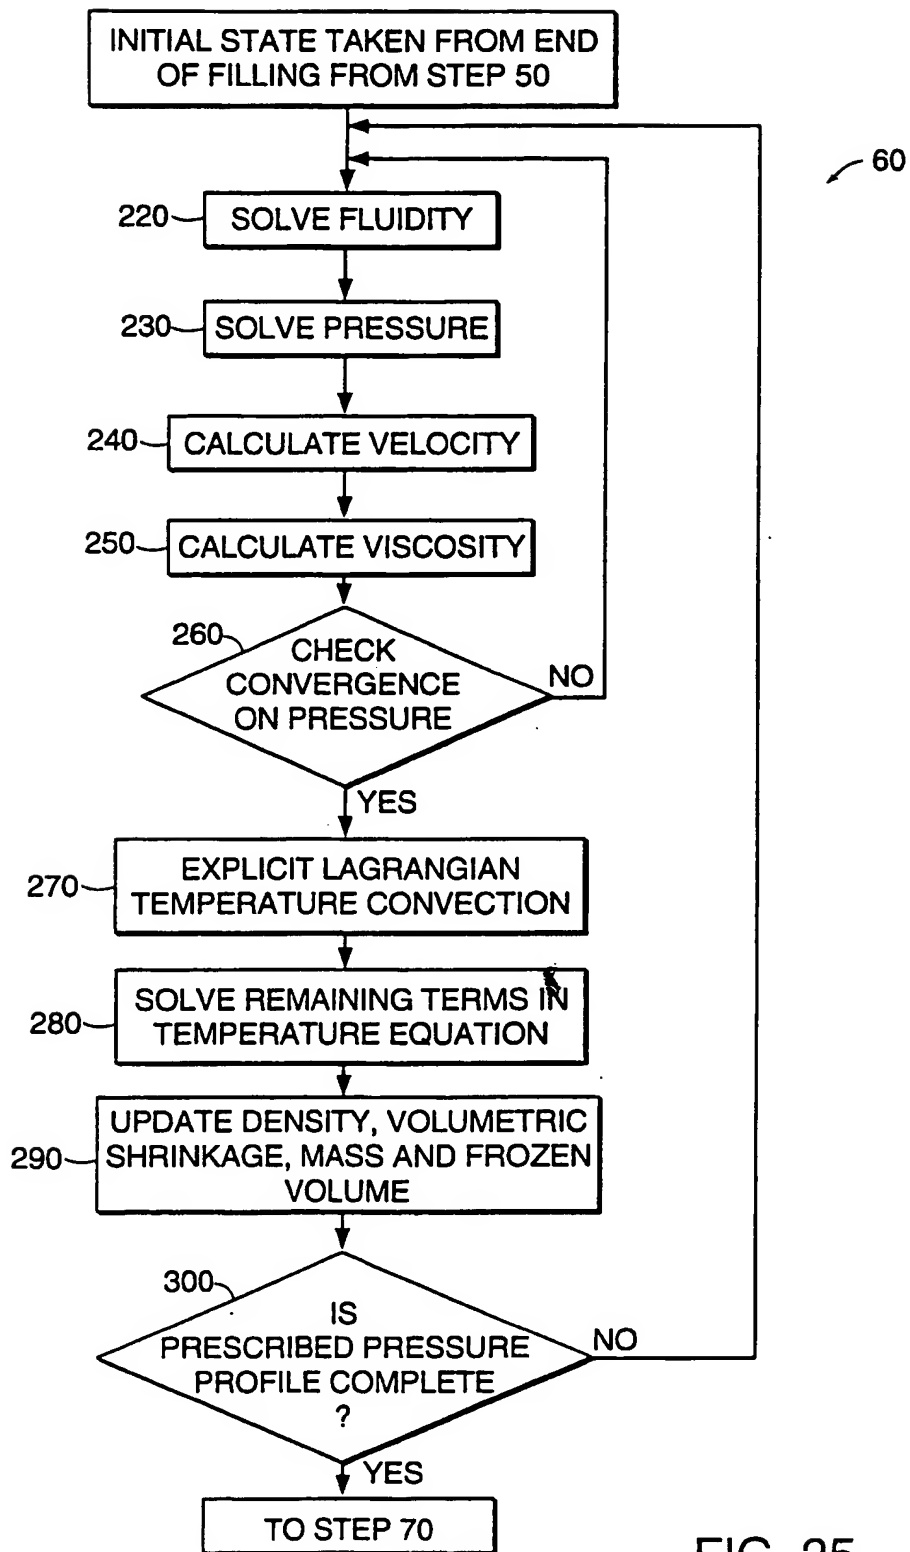 INITIAL STATE TAKEN FROM END
OF FILLING FROM STEP 50
60
220
SOLVE FLUIDITY
230
SOLVE PRESSURE
240
CALCULATE VELOCITY
250
CALCULATE VISCOSITY
260
CHECK
CONVERGENCE
ON PRESSURE
NO
YES
270
EXPLICIT LAGRANGIAN
TEMPERATURE CONVECTION
280
SOLVE REMAINING TERMS IN
TEMPERATURE EQUATION
290
UPDATE DENSITY, VOLUMETRIC
SHRINKAGE, MASS AND FROZEN
VOLUME
300
IS
PRESCRIBED PRESSURE
PROFILE COMPLETE
?
NO
YES
TO STEP 70
FIG. 25